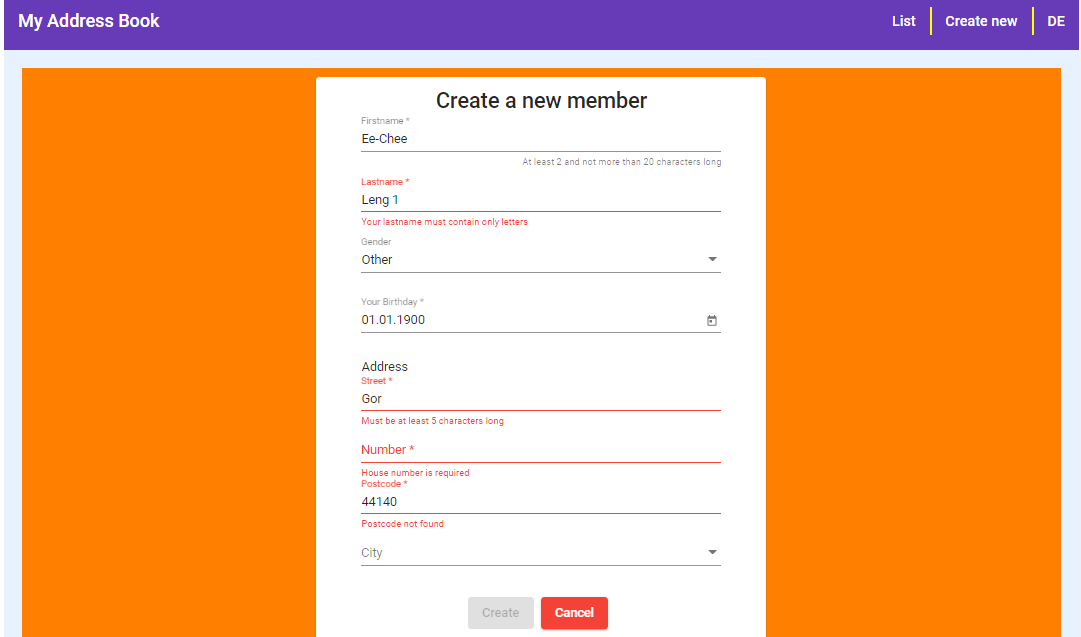 My Address Book
List
Create new
DE
Create a new member
Firstname *
Ee-Chee
At least 2 and not more than 20 characters long
Lastname *
Leng 1
Your lastname must contain only letters
Gender
Other
Your Birthday *
01.01.1900
Address
Street *
Gor
Must be at least 5 characters long
Number *
House number is required
Postcode *
44140
Postcode not found
City
Create
Cancel